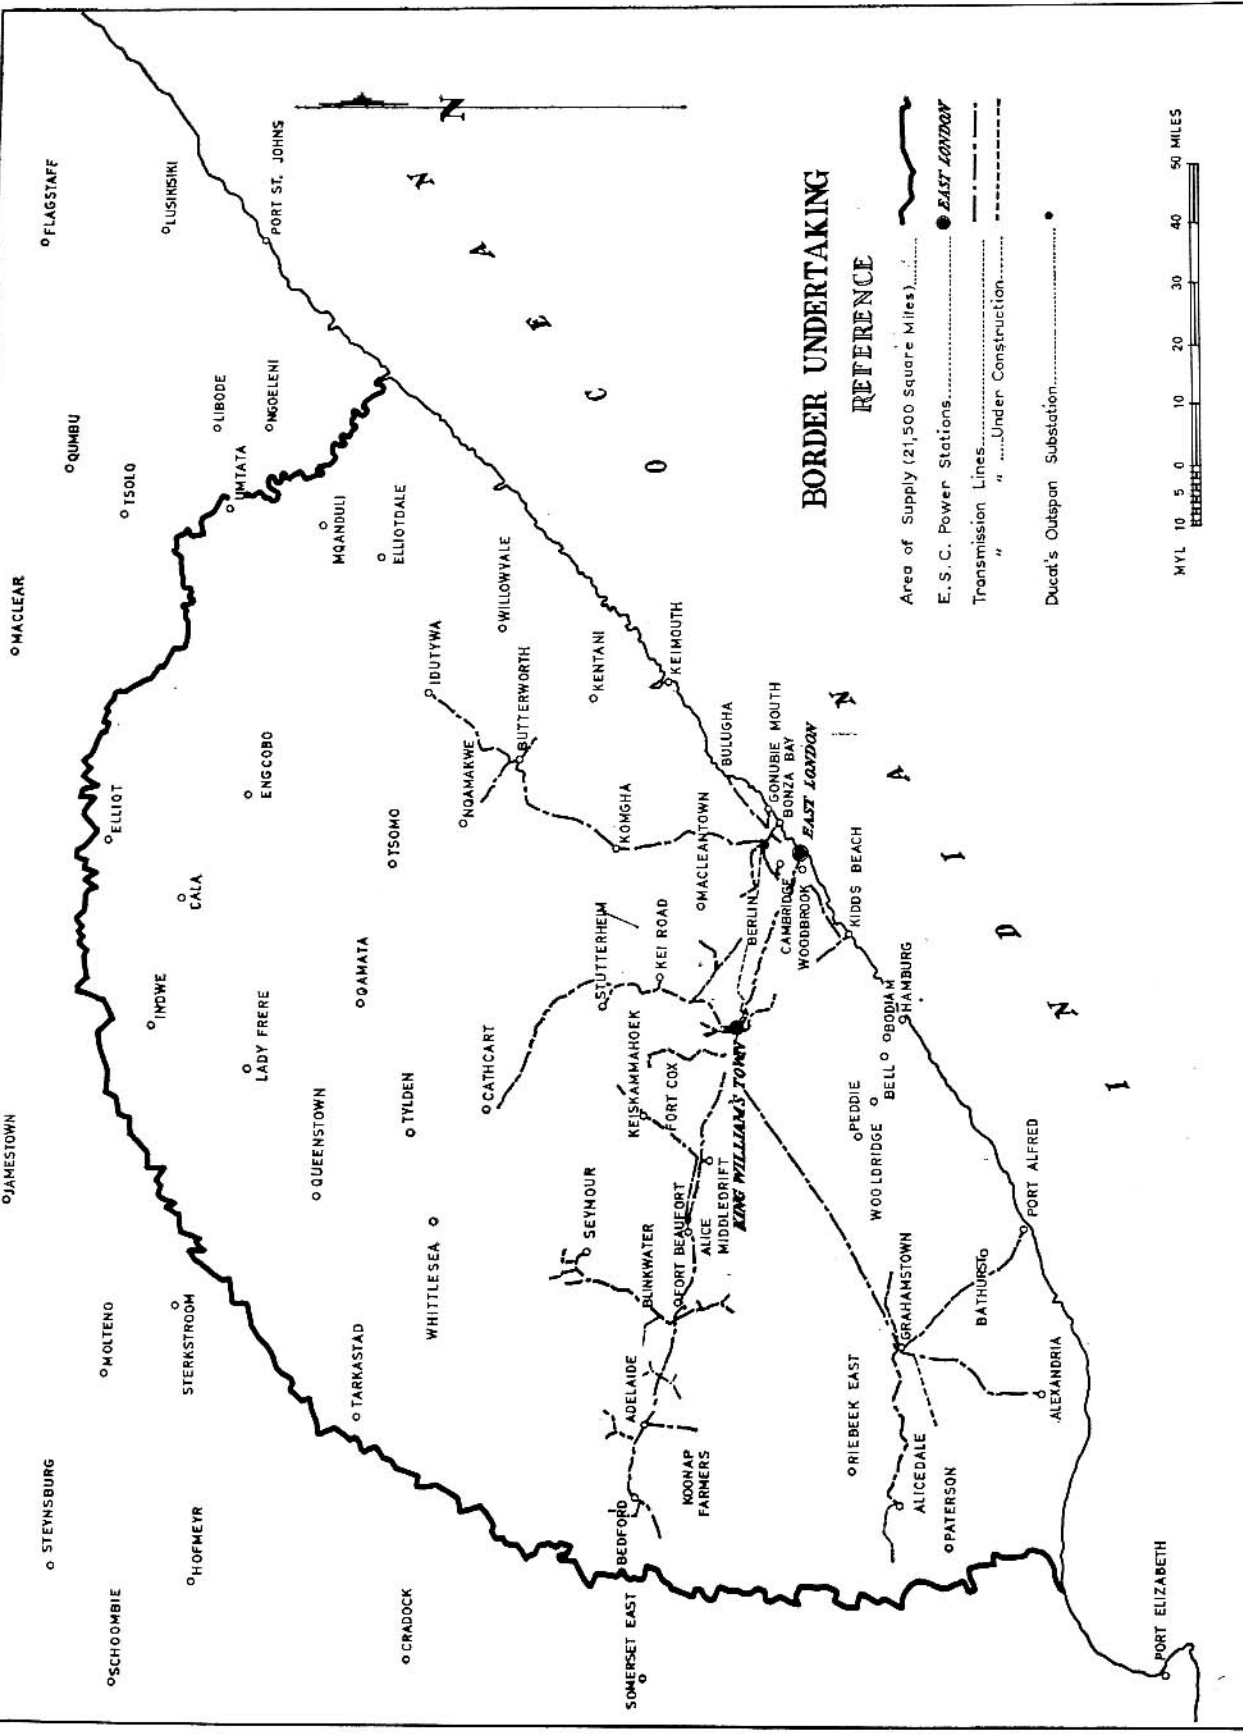 JAMESTOWN
MACLEAR
STEYNSBURG
MOLTENO
QUMBU
FLAGSTAFF
SCHOOMBIE
ELLIOT
TSOLO
LUSIKISIKI
HOFMEYR
STERKSTROOM
INDWE
CALA
LIBODE
UMTATA
NGOELENI
PORT ST. JOHNS
LADY FRERE
ENGCOBO
QUEENSTOWN
MQANDULI
TARKASTAD
QAMATA
TSOMO
ELLIOTDALE
CRADOCK
TYLDEN
IDUTYWA
WHITTLESEA
NQAMAKWE
CATHCART
WILLOWVALE
BUTTERWORTH
SEYMOUR
STUTTERHEIM
KOMGHA
KENTANI
SOMERSET EAST
BEDFORD
ADELAIDE
BLINKWATER
KEISKAMMAHOEK
KEI ROAD
KEIMOUTH
FORT BEAUFORT
FORT COX
KOONAP
FARMERS
ALICE
MIDDLEDRIFT
MACLEANTOWN
BULUGHA
KING WILLIAM'S TOWN
BERLIN
GONUBIE MOUTH
BONZA BAY
CAMBRIDGE
WOODBROOK
EAST LONDON
RIEBEEK EAST
PEDDIE
KIDDS BEACH
WOOLDRIDGE
BELL
BODIAM
HAMBURG
GRAHAMSTOWN
ALICEDALE
PATERSON
BATHURST
PORT ALFRED
ALEXANDRIA
PORT ELIZABETH
INDIAN
OCEAN
N
BORDER UNDERTAKING
REFERENCE
Area of Supply (21,500 Square Miles)
E.S.C. Power Stations EAST LONDON
Transmission Lines
" " Under Construction
Ducat's Outspan Substation
MYL 10 5 0 10 20 30 40 50 MILES